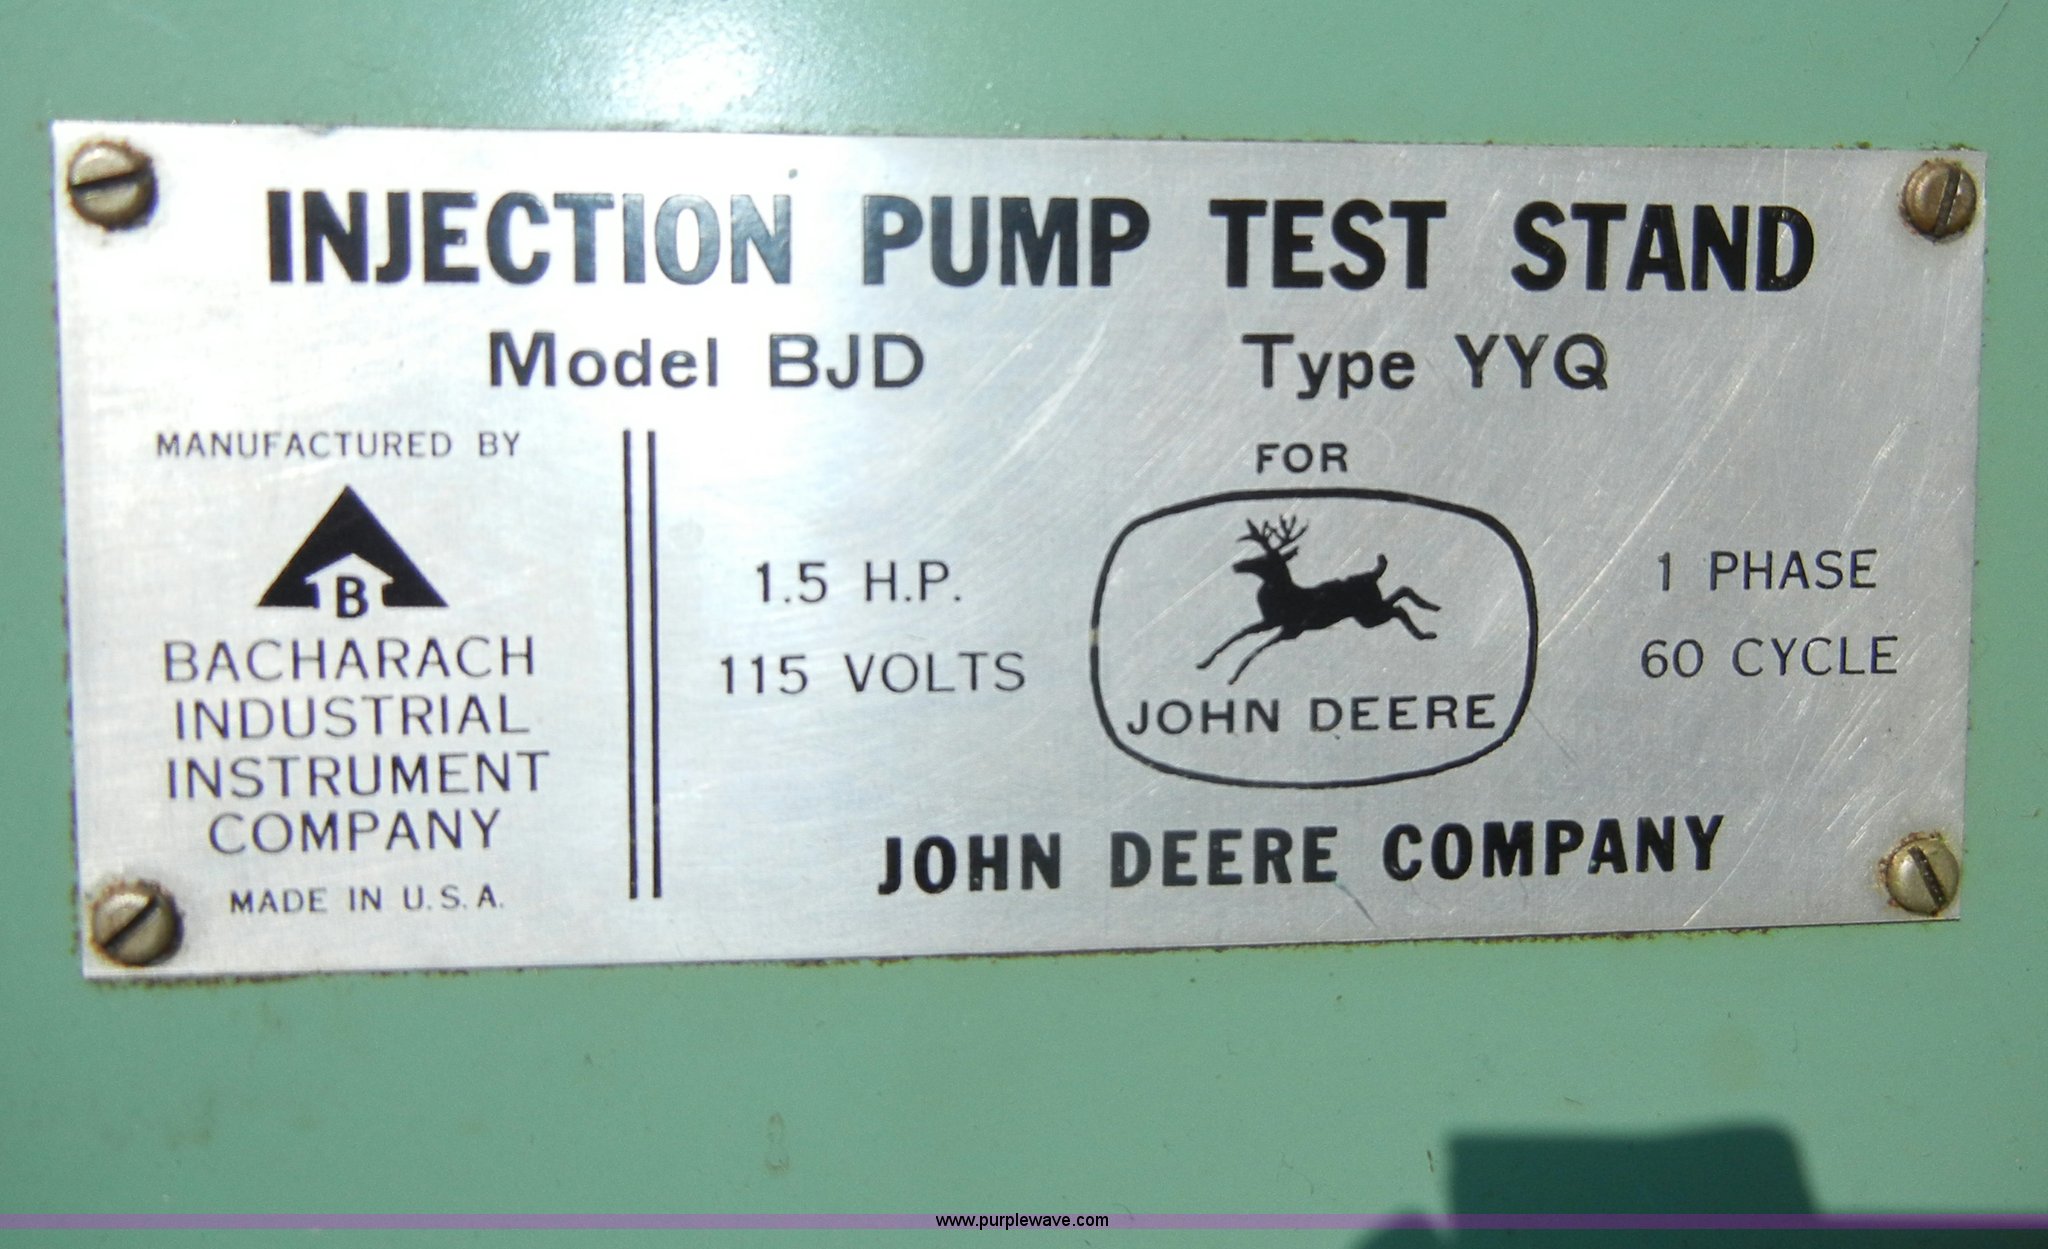 INJECTION PUMP TEST STAND
Model BJD Type YYQ
MANUFACTURED BY
B
BACHARACH
INDUSTRIAL
INSTRUMENT
COMPANY
MADE IN U.S.A.
FOR
1.5 H.P.
115 VOLTS
JOHN DEERE
1 PHASE
60 CYCLE
JOHN DEERE COMPANY
www.purplewave.com